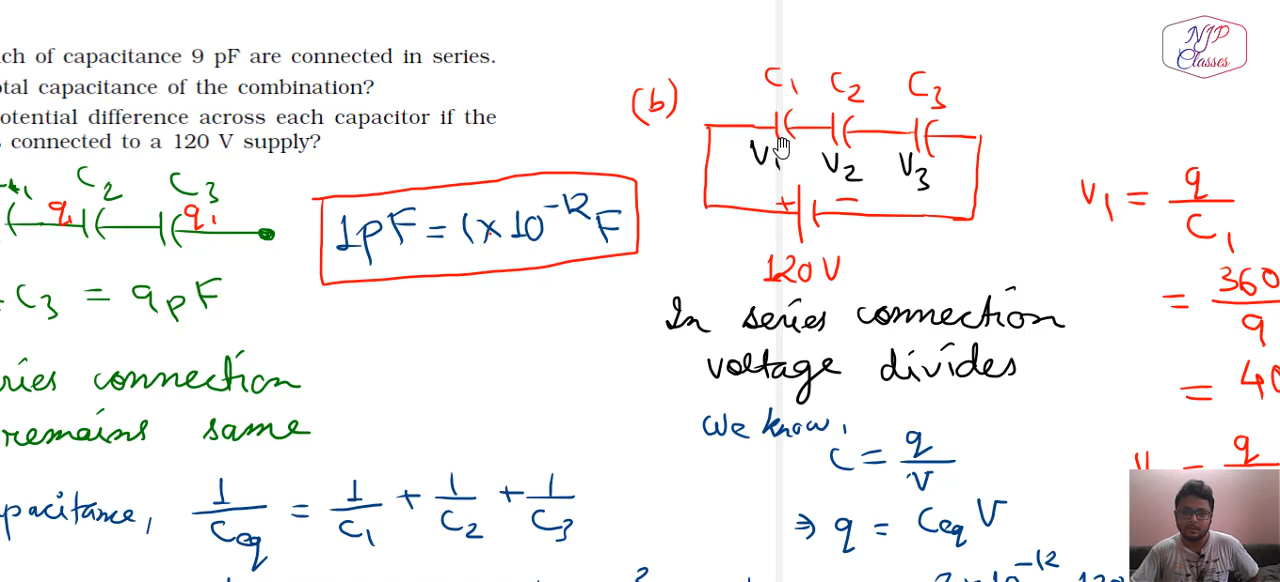 ch of capacitance 9 pF are connected in series.
otal capacitance of the combination?
otential difference across each capacitor if the
connected to a 120 V supply?
NJP
Classes
(b)
C₁ C₂ C₃
V₁ V₂ V₃
+ −
120 V
C₂ C₃
q₁ q₁
C₃ = 9pF
1pF = 1×10⁻¹² F
ries connection
remains same
pacitance, 1/Ceq = 1/C₁ + 1/C₂ + 1/C₃
In series connection
voltage divides
We know,
C = q/V
⇒ q = Ceq V
V₁ = q/C₁
= 360/9
= 40